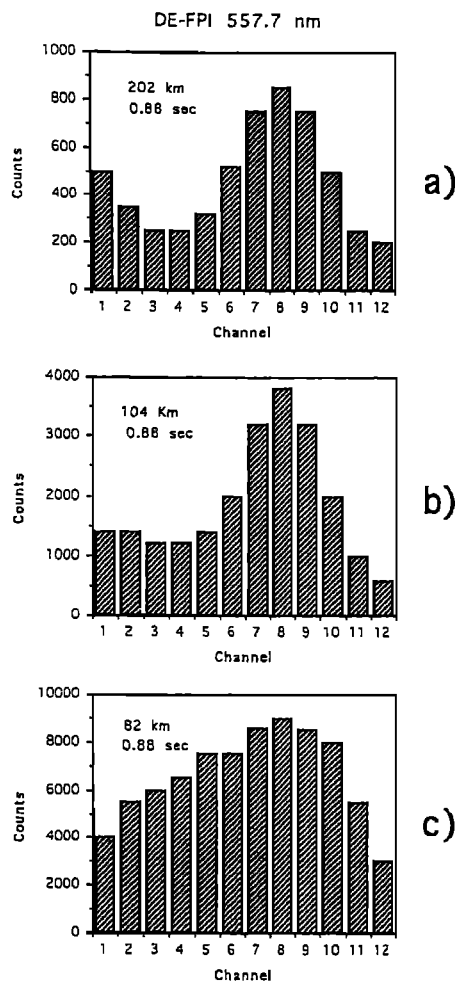 DE-FPI 557.7 nm
1000
800
600
400
200
0
Counts
202 km
0.88 sec
1 2 3 4 5 6 7 8 9 10 11 12
Channel
a)
4000
3000
2000
1000
0
Counts
104 Km
0.88 sec
1 2 3 4 5 6 7 8 9 10 11 12
Channel
b)
10000
8000
6000
4000
2000
0
Counts
82 km
0.88 sec
1 2 3 4 5 6 7 8 9 10 11 12
Channel
c)